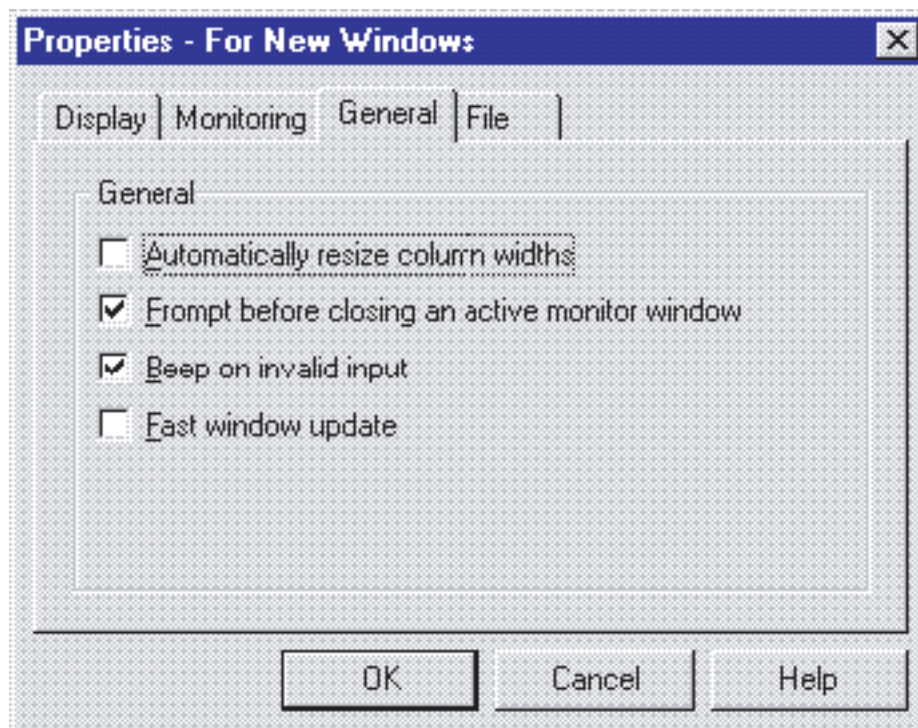 Properties - For New Windows
Display Monitoring General File
General
Automatically resize column widths
Prompt before closing an active monitor window
Beep on invalid input
Fast window update
OK Cancel Help